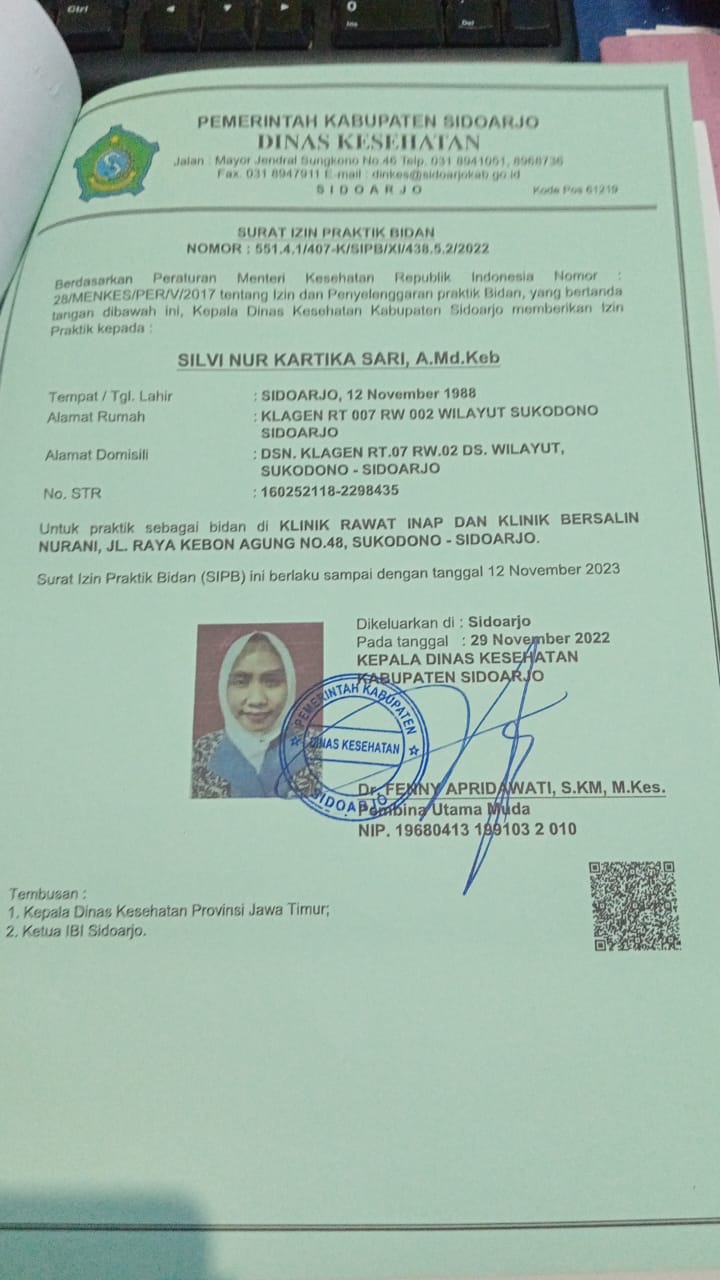 Ctrl
0
Ins
Del
PEMERINTAH KABUPATEN SIDOARJO
DINAS KESEHATAN
Jalan : Mayor Jendral Sungkono No.46 Telp. 031 8941051, 8968736
Fax. 031 8947911 E-mail : dinkes@sidoarjokab.go.id
SIDOARJO
Kode Pos 61219
SURAT IZIN PRAKTIK BIDAN
NOMOR : 551.4.1/407-K/SIPB/XI/438.5.2/2022
Berdasarkan Peraturan Menteri Kesehatan Republik Indonesia Nomor :
28/MENKES/PER/V/2017 tentang Izin dan Penyelenggaran praktik Bidan, yang bertanda
tangan dibawah ini, Kepala Dinas Kesehatan Kabupaten Sidoarjo memberikan Izin
Praktik kepada :
SILVI NUR KARTIKA SARI, A.Md.Keb
Tempat / Tgl. Lahir : SIDOARJO, 12 November 1988
Alamat Rumah : KLAGEN RT 007 RW 002 WILAYUT SUKODONO
SIDOARJO
Alamat Domisili : DSN. KLAGEN RT.07 RW.02 DS. WILAYUT,
SUKODONO - SIDOARJO
No. STR : 160252118-2298435
Untuk praktik sebagai bidan di KLINIK RAWAT INAP DAN KLINIK BERSALIN
NURANI, JL. RAYA KEBON AGUNG NO.48, SUKODONO - SIDOARJO.
Surat Izin Praktik Bidan (SIPB) ini berlaku sampai dengan tanggal 12 November 2023
Dikeluarkan di : Sidoarjo
Pada tanggal : 29 November 2022
KEPALA DINAS KESEHATAN
KABUPATEN SIDOARJO
PEMERINTAH KABUPATEN
DINAS KESEHATAN
SIDOARJO
Dr. FENNY APRIDAWATI, S.KM, M.Kes.
Pembina Utama Muda
NIP. 19680413 199103 2 010
Tembusan :
1. Kepala Dinas Kesehatan Provinsi Jawa Timur;
2. Ketua IBI Sidoarjo.